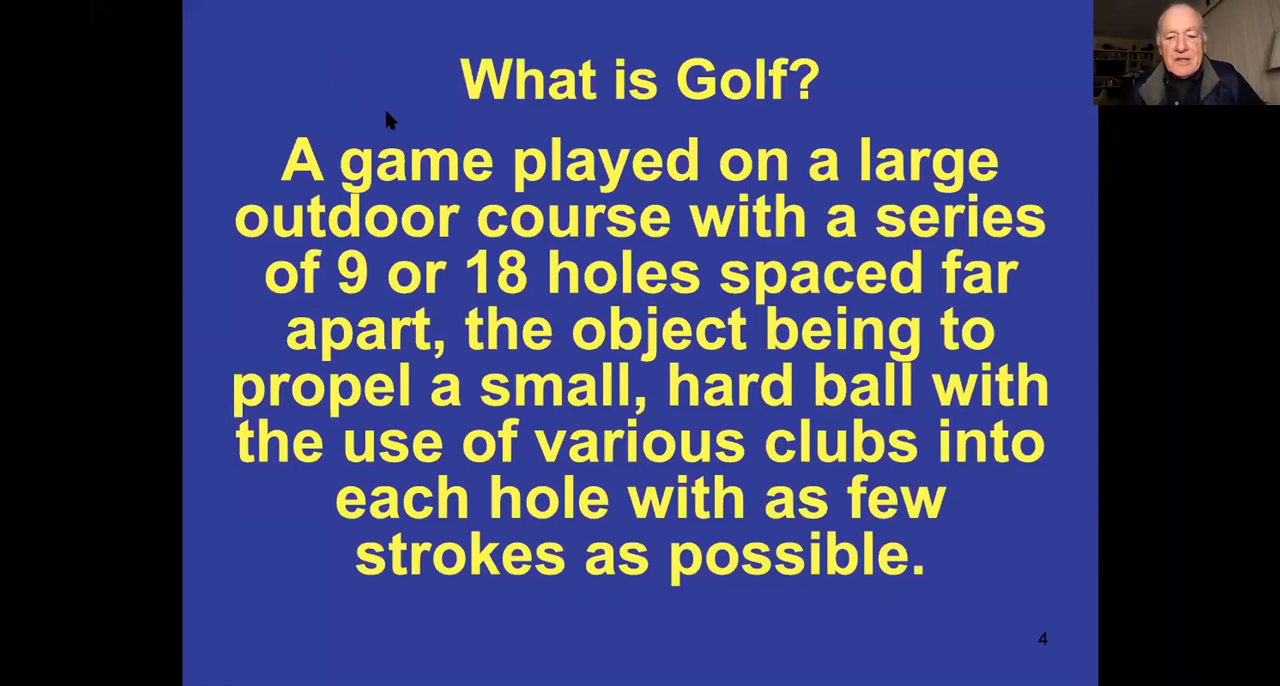 What is Golf?
A game played on a large
outdoor course with a series
of 9 or 18 holes spaced far
apart, the object being to
propel a small, hard ball with
the use of various clubs into
each hole with as few
strokes as possible.
4